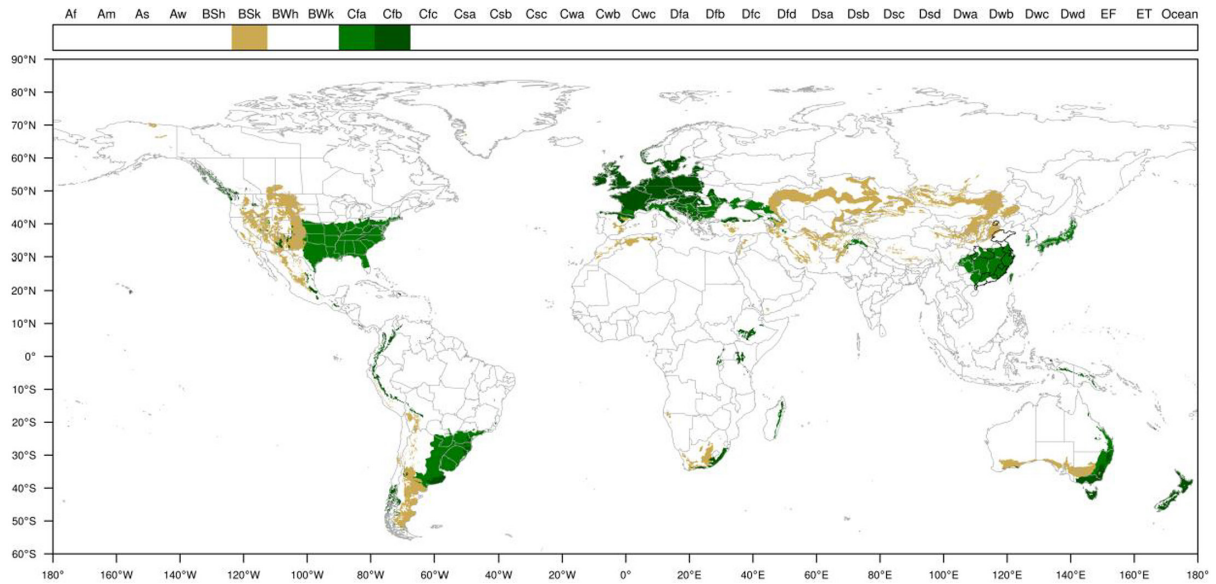 Af Am As Aw BSh BSk BWh BWk Cfa Cfb Cfc Csa Csb Csc Cwa Cwb Cwc Dfa Dfb Dfc Dfd Dsa Dsb Dsc Dsd Dwa Dwb Dwc Dwd EF ET Ocean
90°N
80°N
70°N
60°N
50°N
40°N
30°N
20°N
10°N
0°
10°S
20°S
30°S
40°S
50°S
60°S
180° 160°W 140°W 120°W 100°W 80°W 60°W 40°W 20°W 0° 20°E 40°E 60°E 80°E 100°E 120°E 140°E 160°E 180°